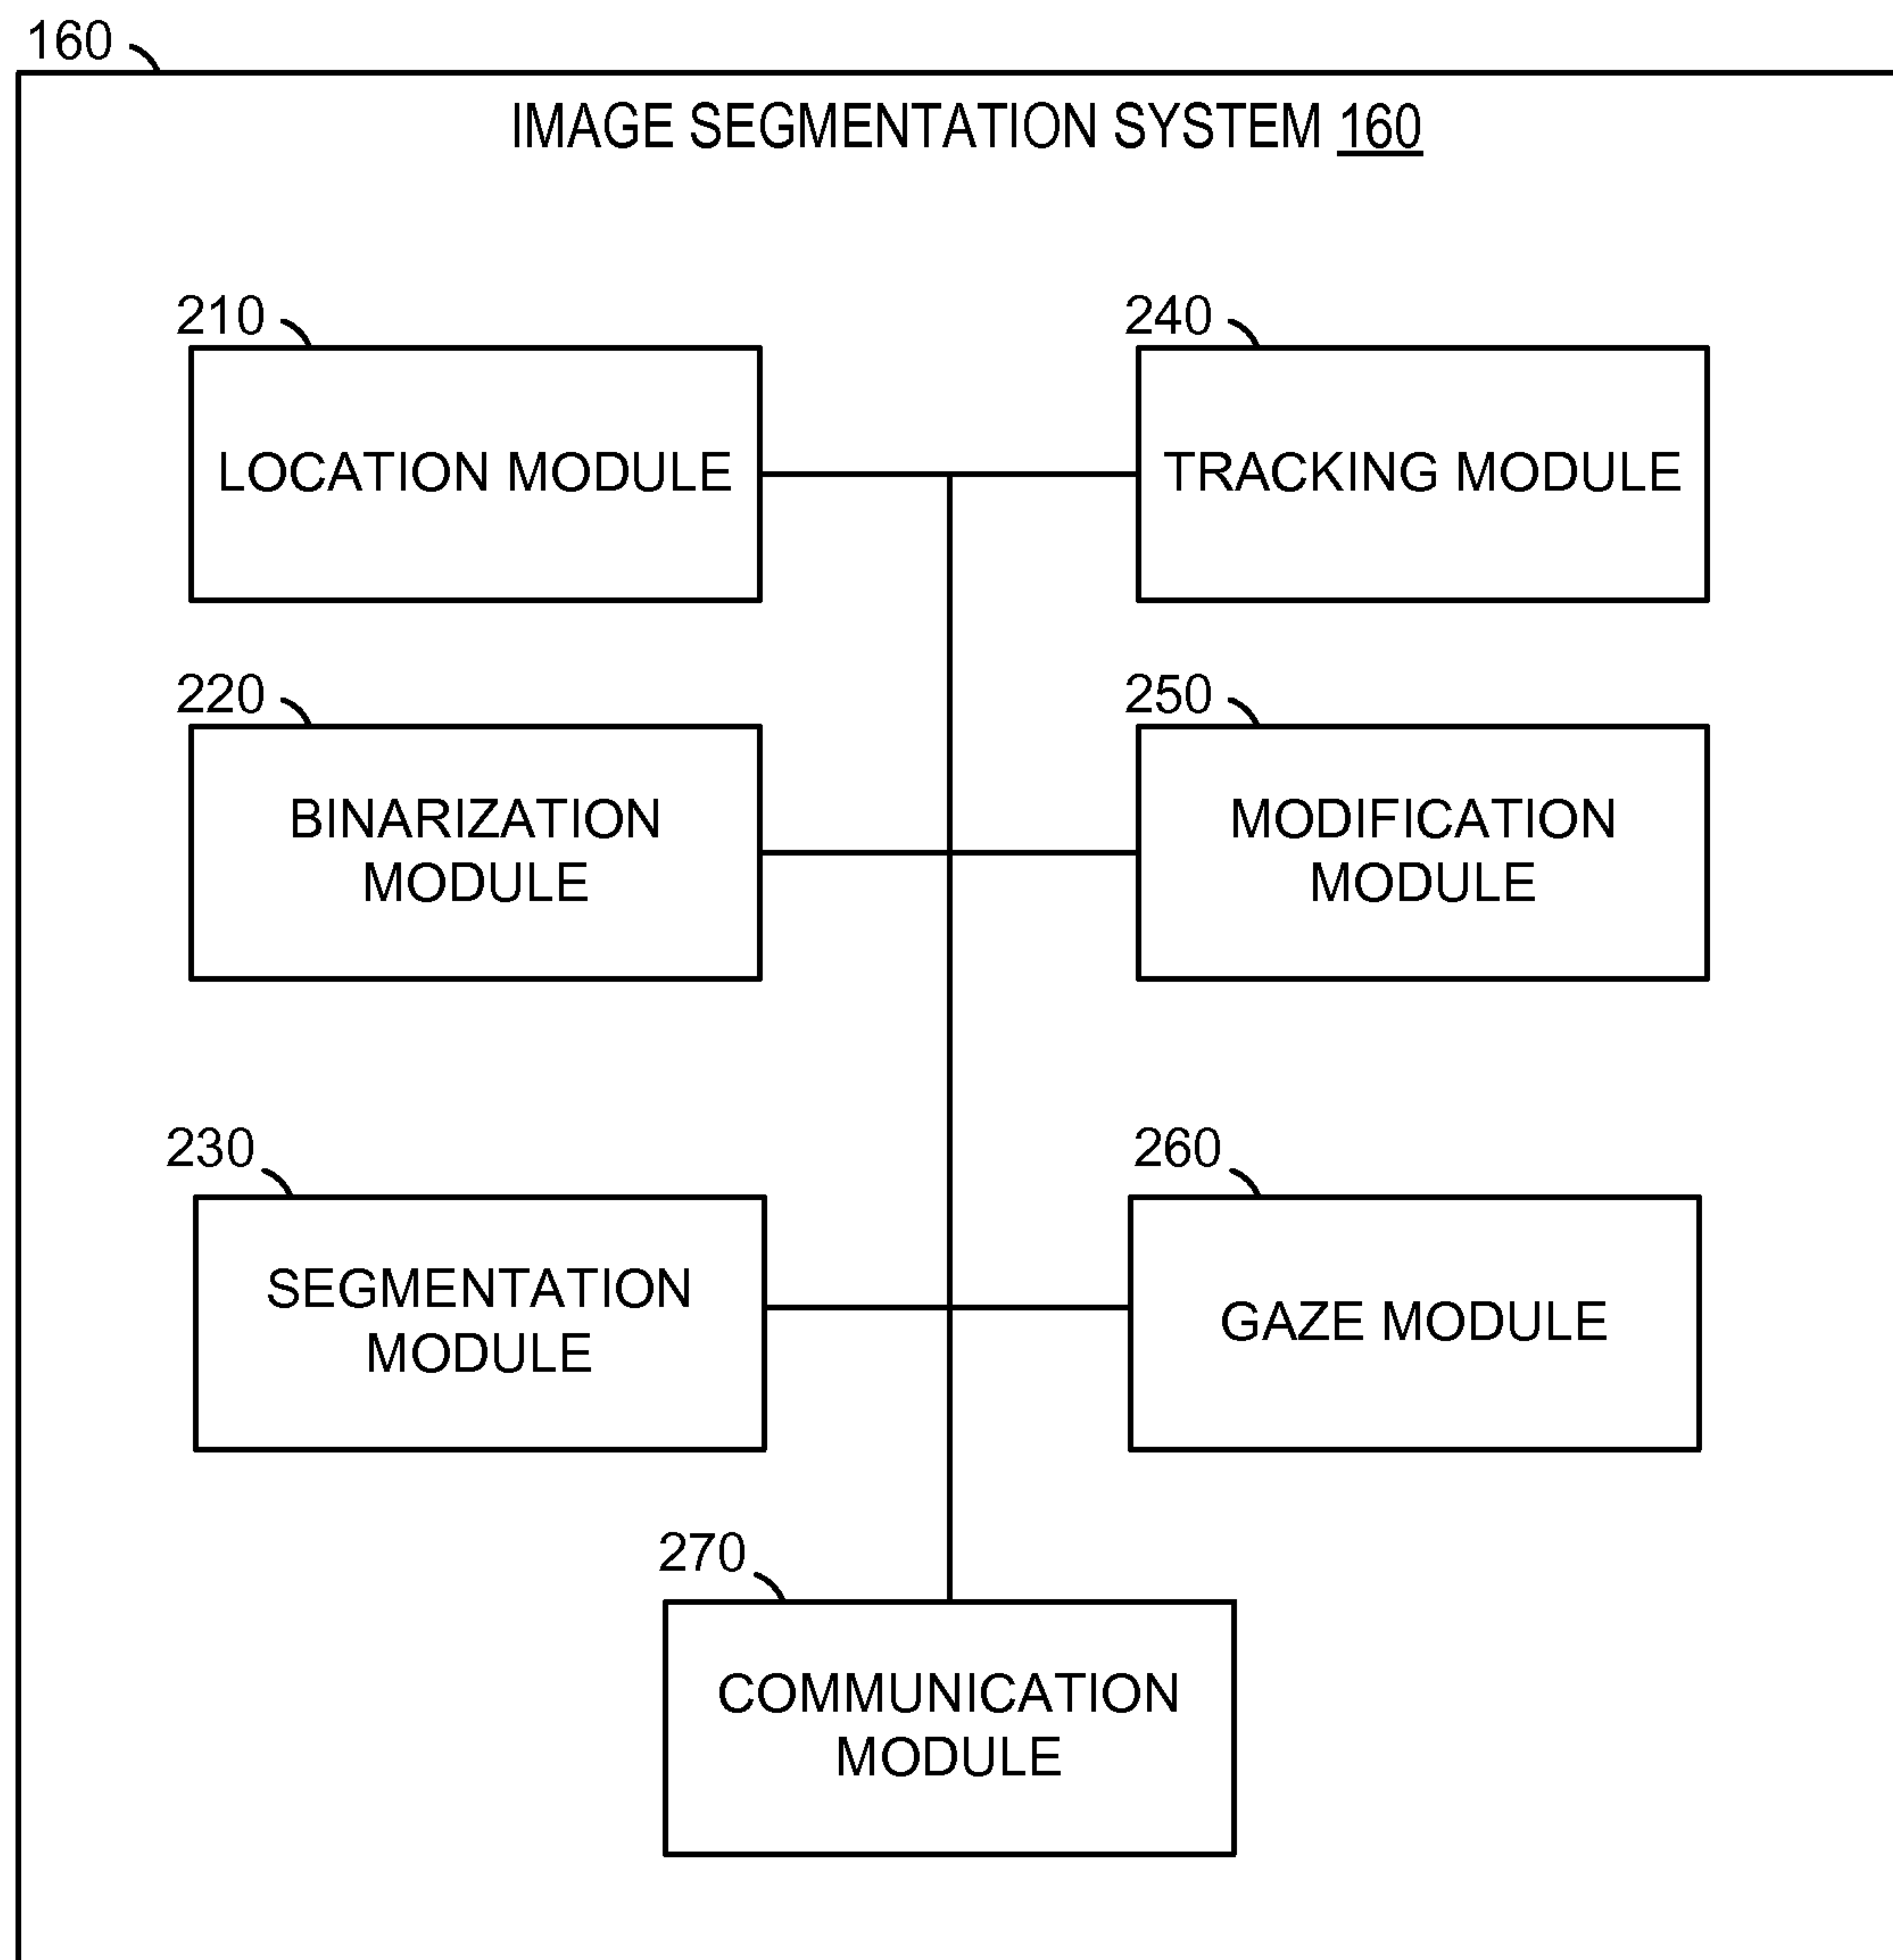 160
IMAGE SEGMENTATION SYSTEM 160
210
LOCATION MODULE
240
TRACKING MODULE
220
BINARIZATION
MODULE
250
MODIFICATION
MODULE
230
SEGMENTATION
MODULE
260
GAZE MODULE
270
COMMUNICATION
MODULE